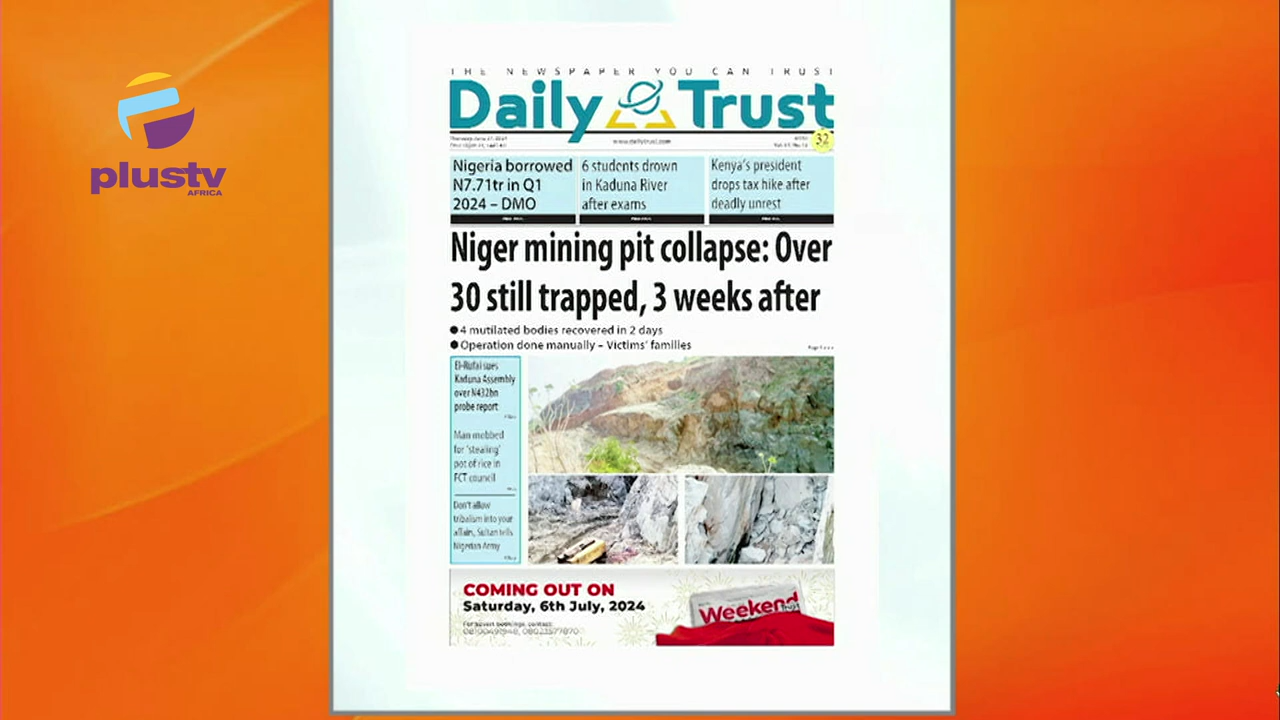 plustv
AFRICA
THE NEWSPAPER YOU CAN TRUST
Daily Trust
www.dailytrust.com
32
Nigeria borrowed
N7.71tr in Q1
2024 – DMO
6 students drown
in Kaduna River
after exams
Kenya's president
drops tax hike after
deadly unrest
Niger mining pit collapse: Over
30 still trapped, 3 weeks after
● 4 mutilated bodies recovered in 2 days
● Operation done manually – Victims' families
El-Rufai sues
Kaduna Assembly
over N432bn
probe report
Man mobbed
for 'stealing'
pot of rice in
FCT council
Don't allow
tribalism into your
affairs, Sultan tells
Nigerian Army
COMING OUT ON
Saturday, 6th July, 2024
Weekend
Trust